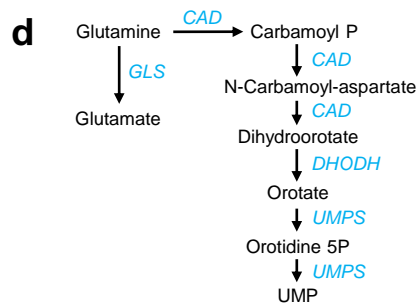 d
Glutamine CAD Carbamoyl P
GLS CAD
N-Carbamoyl-aspartate
Glutamate CAD
Dihydroorotate
DHODH
Orotate
UMPS
Orotidine 5P
UMPS
UMP